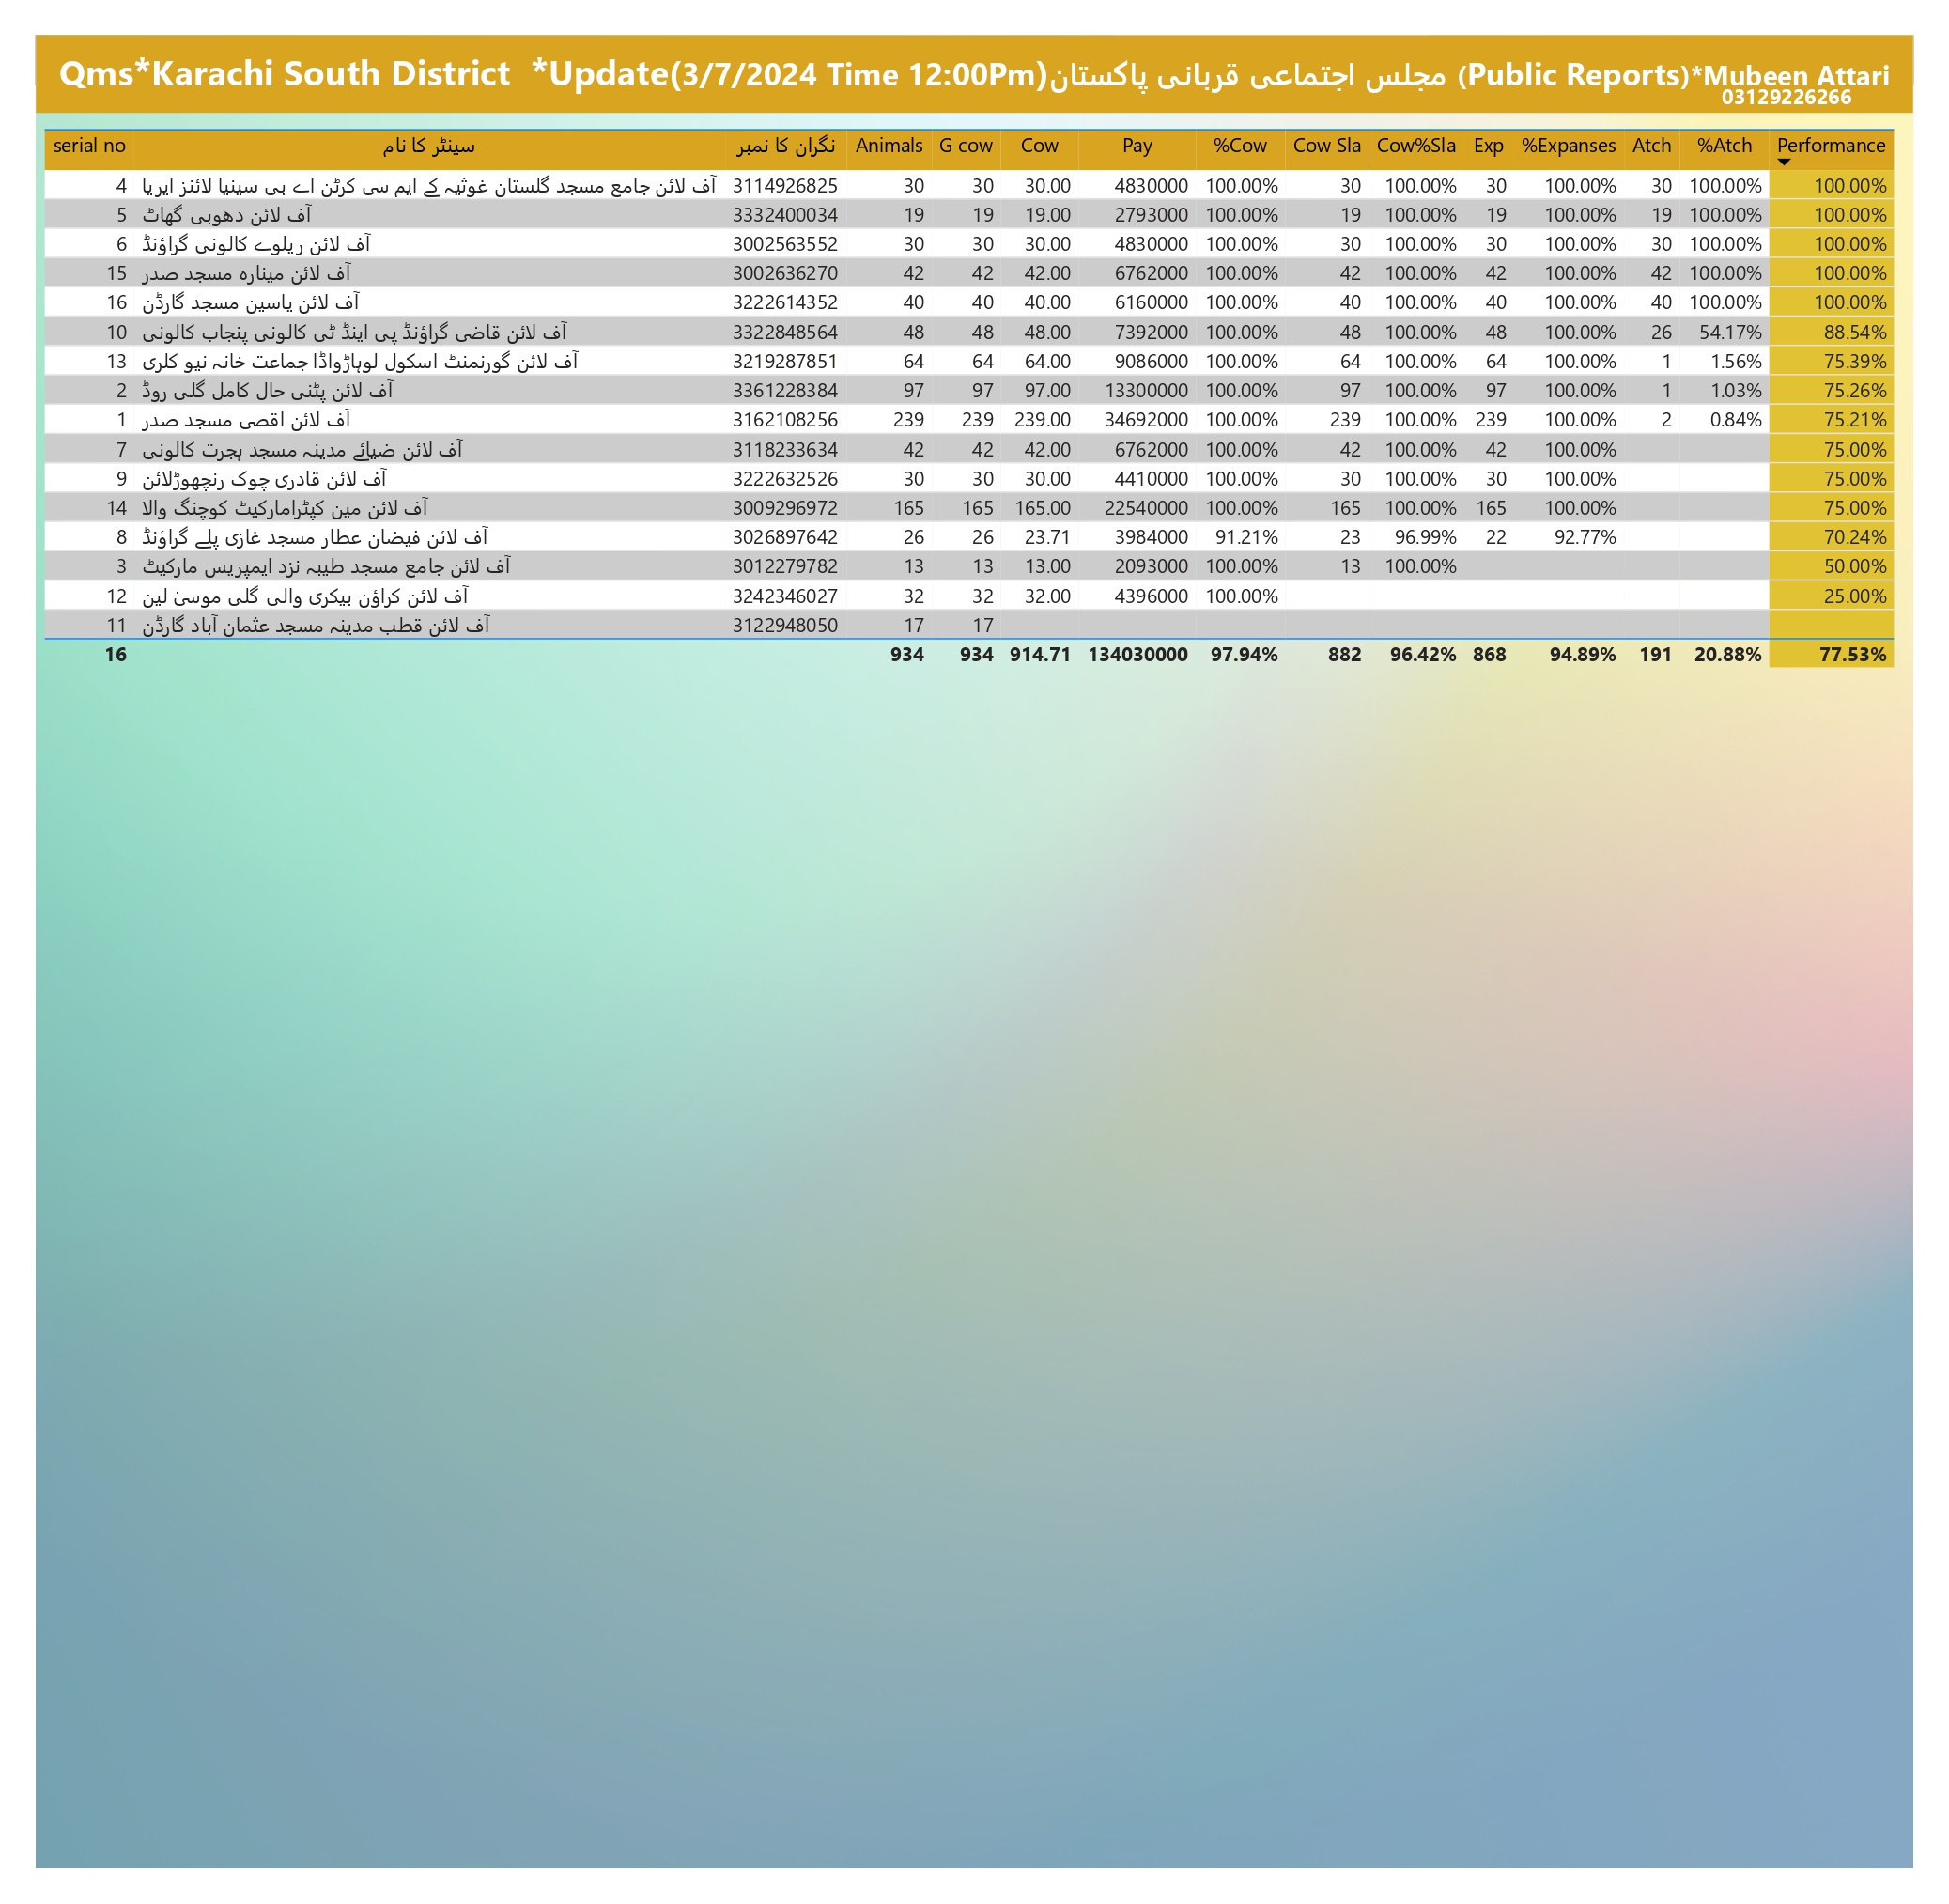 Qms*Karachi South District *Update(3/7/2024 Time 12:00Pm)مجلس اجتماعی قربانی پاکستان (Public Reports)*Mubeen Attari
03129226266
serial no سینٹر کا نام نگران کا نمبر Animals G cow Cow Pay %Cow Cow Sla Cow%Sla Exp %Expanses Atch %Atch Performance
4 آف لائن جامع مسجد گلستان غوثیہ کے ایم سی کرٹن اے بی سینیا لائنز ایریا 3114926825 30 30 30.00 4830000 100.00% 30 100.00% 30 100.00% 30 100.00% 100.00%
5 آف لائن دھوبی گھاٹ 3332400034 19 19 19.00 2793000 100.00% 19 100.00% 19 100.00% 19 100.00% 100.00%
6 آف لائن ریلوے کالونی گراؤنڈ 3002563552 30 30 30.00 4830000 100.00% 30 100.00% 30 100.00% 30 100.00% 100.00%
15 آف لائن مینارہ مسجد صدر 3002636270 42 42 42.00 6762000 100.00% 42 100.00% 42 100.00% 42 100.00% 100.00%
16 آف لائن یاسین مسجد گارڈن 3222614352 40 40 40.00 6160000 100.00% 40 100.00% 40 100.00% 40 100.00% 100.00%
10 آف لائن قاضی گراؤنڈ پی اینڈ ٹی کالونی پنجاب کالونی 3322848564 48 48 48.00 7392000 100.00% 48 100.00% 48 100.00% 26 54.17% 88.54%
13 آف لائن گورنمنٹ اسکول لوہاڑواڈا جماعت خانہ نیو کلری 3219287851 64 64 64.00 9086000 100.00% 64 100.00% 64 100.00% 1 1.56% 75.39%
2 آف لائن پٹنی حال کامل گلی روڈ 3361228384 97 97 97.00 13300000 100.00% 97 100.00% 97 100.00% 1 1.03% 75.26%
1 آف لائن اقصی مسجد صدر 3162108256 239 239 239.00 34692000 100.00% 239 100.00% 239 100.00% 2 0.84% 75.21%
7 آف لائن ضیائے مدینہ مسجد ہجرت کالونی 3118233634 42 42 42.00 6762000 100.00% 42 100.00% 42 100.00% 75.00%
9 آف لائن قادری چوک رنچھوڑلائن 3222632526 30 30 30.00 4410000 100.00% 30 100.00% 30 100.00% 75.00%
14 آف لائن مین کپٹرامارکیٹ کوچنگ والا 3009296972 165 165 165.00 22540000 100.00% 165 100.00% 165 100.00% 75.00%
8 آف لائن فیضان عطار مسجد غازی پلے گراؤنڈ 3026897642 26 26 23.71 3984000 91.21% 23 96.99% 22 92.77% 70.24%
3 آف لائن جامع مسجد طیبہ نزد ایمپریس مارکیٹ 3012279782 13 13 13.00 2093000 100.00% 13 100.00% 50.00%
12 آف لائن کراؤن بیکری والی گلی موسیٰ لین 3242346027 32 32 32.00 4396000 100.00% 25.00%
11 آف لائن قطب مدینہ مسجد عثمان آباد گارڈن 3122948050 17 17
16 934 934 914.71 134030000 97.94% 882 96.42% 868 94.89% 191 20.88% 77.53%